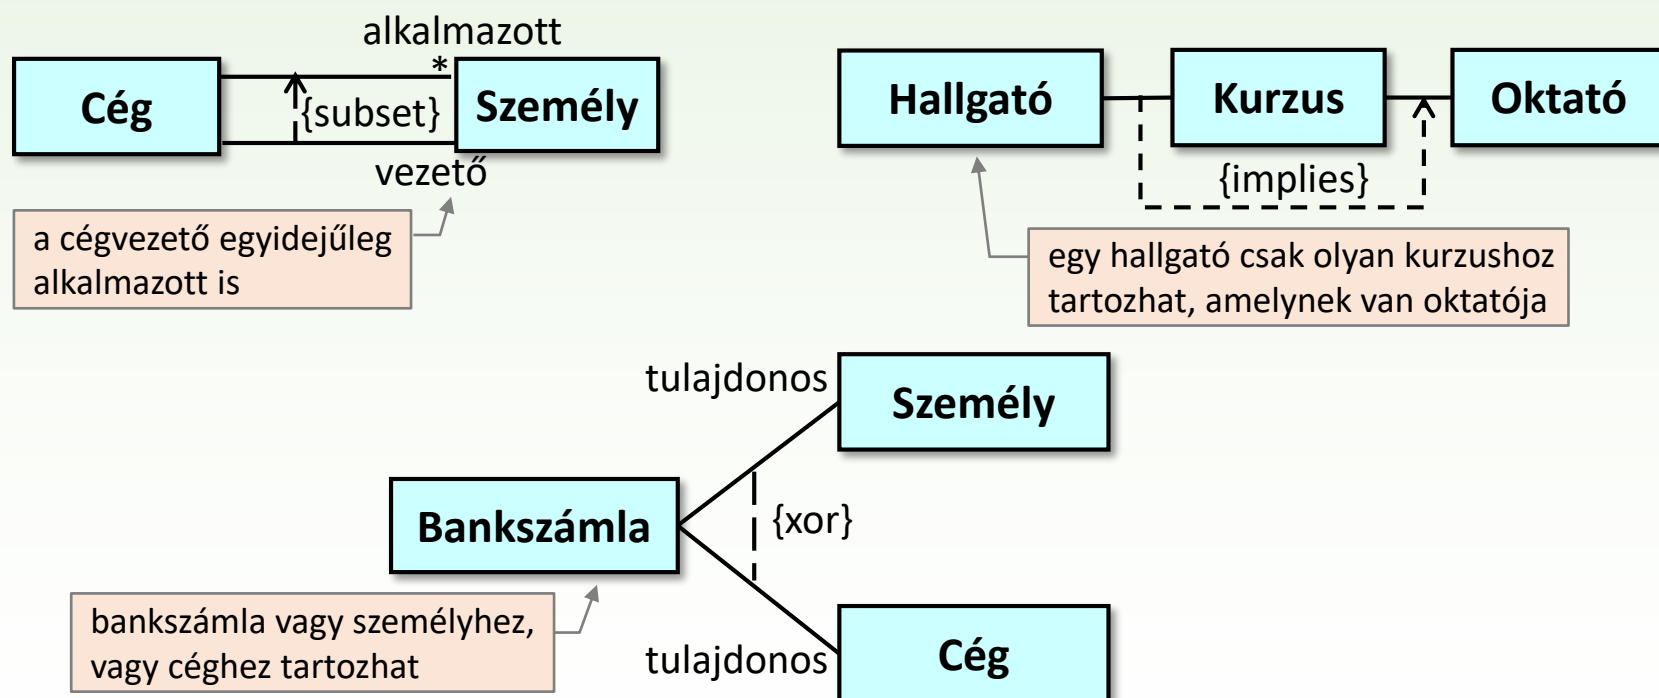 alkalmazott
*
Cég
{subset}
Személy
vezető
a cégvezető egyidejűleg
alkalmazott is
Hallgató
Kurzus
Oktató
{implies}
egy hallgató csak olyan kurzushoz
tartozhat, amelynek van oktatója
tulajdonos
Személy
Bankszámla
{xor}
bankszámla vagy személyhez,
vagy céghez tartozhat
tulajdonos
Cég